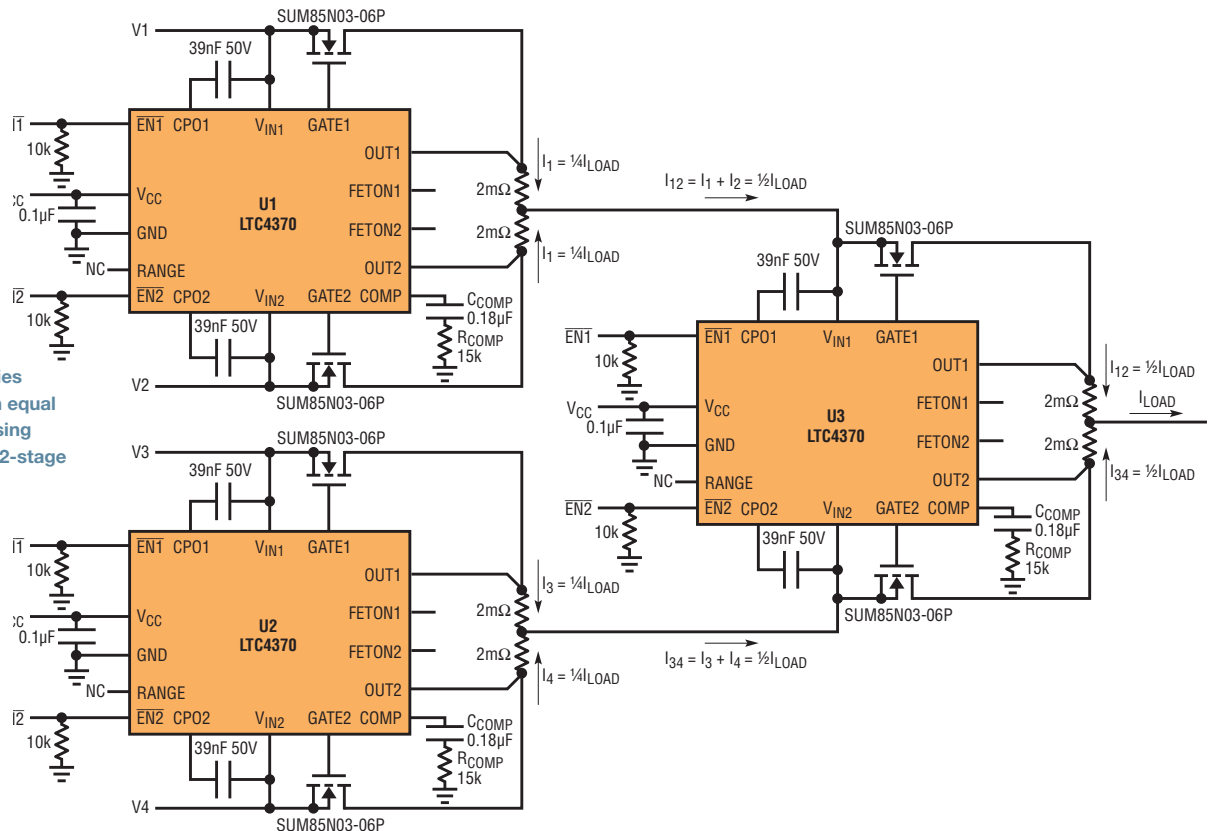 SUM85N03-06P
V1
39nF 50V
EN1 CPO1 VIN1 GATE1
10k
OUT1
VCC
0.1µF
FETON1
U1
LTC4370
GND
FETON2
NC
RANGE
OUT2
EN2 CPO2 VIN2 GATE2 COMP
10k
39nF 50V
CCOMP
0.18µF
RCOMP
15k
V2
SUM85N03-06P
2mΩ
2mΩ
I1 = ¼ILOAD
I1 = ¼ILOAD
I12 = I1 + I2 = ½ILOAD
ies
equal
sing
2-stage
SUM85N03-06P
V3
39nF 50V
EN1 CPO1 VIN1 GATE1
10k
OUT1
VCC
0.1µF
FETON1
U2
LTC4370
GND
FETON2
NC
RANGE
OUT2
EN2 CPO2 VIN2 GATE2 COMP
10k
39nF 50V
CCOMP
0.18µF
RCOMP
15k
V4
SUM85N03-06P
2mΩ
2mΩ
I3 = ¼ILOAD
I4 = ¼ILOAD
I34 = I3 + I4 = ½ILOAD
SUM85N03-06P
39nF 50V
EN1
EN1 CPO1 VIN1 GATE1
10k
OUT1
VCC
VCC
0.1µF
FETON1
U3
LTC4370
GND
FETON2
NC
RANGE
OUT2
EN2
EN2 CPO2 VIN2 GATE2 COMP
10k
39nF 50V
CCOMP
0.18µF
RCOMP
15k
SUM85N03-06P
2mΩ
2mΩ
I12 = ½ILOAD
ILOAD
I34 = ½ILOAD